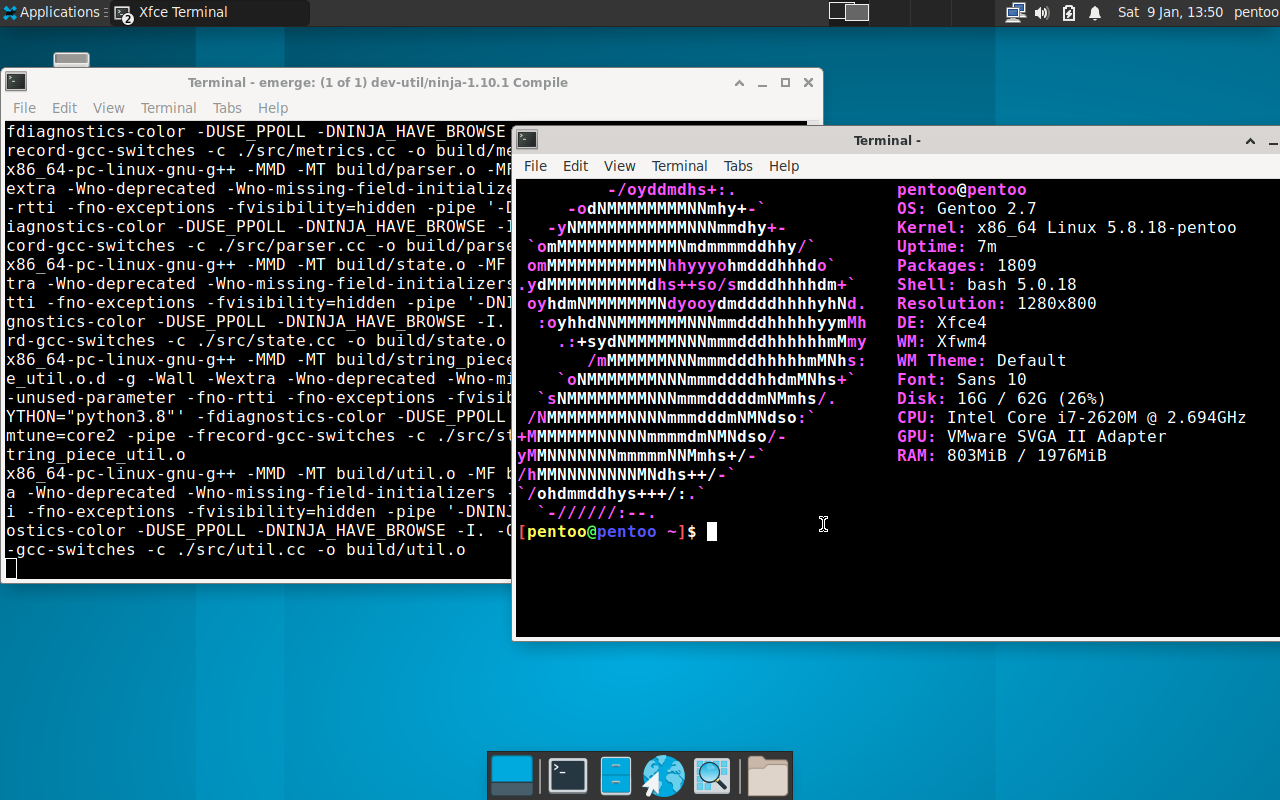 Applications
Xfce Terminal
2
Sat 9 Jan, 13:50 pentoo
Terminal - emerge: (1 of 1) dev-util/ninja-1.10.1 Compile
File Edit View Terminal Tabs Help
fdiagnostics-color -DUSE_PPOLL -DNINJA_HAVE_BROWSE
record-gcc-switches -c ./src/metrics.cc -o build/me
x86_64-pc-linux-gnu-g++ -MMD -MT build/parser.o -MF
extra -Wno-deprecated -Wno-missing-field-initialize
-rtti -fno-exceptions -fvisibility=hidden -pipe '-D
iagnostics-color -DUSE_PPOLL -DNINJA_HAVE_BROWSE -I
cord-gcc-switches -c ./src/parser.cc -o build/parse
x86_64-pc-linux-gnu-g++ -MMD -MT build/state.o -MF
tra -Wno-deprecated -Wno-missing-field-initializers
tti -fno-exceptions -fvisibility=hidden -pipe '-DNI
gnostics-color -DUSE_PPOLL -DNINJA_HAVE_BROWSE -I.
rd-gcc-switches -c ./src/state.cc -o build/state.o
x86_64-pc-linux-gnu-g++ -MMD -MT build/string_piece
e_util.o.d -g -Wall -Wextra -Wno-deprecated -Wno-mi
-unused-parameter -fno-rtti -fno-exceptions -fvisib
YTHON="python3.8"' -fdiagnostics-color -DUSE_PPOLL
mtune=core2 -pipe -frecord-gcc-switches -c ./src/st
tring_piece_util.o
x86_64-pc-linux-gnu-g++ -MMD -MT build/util.o -MF b
a -Wno-deprecated -Wno-missing-field-initializers -
i -fno-exceptions -fvisibility=hidden -pipe '-DNINJ
ostics-color -DUSE_PPOLL -DNINJA_HAVE_BROWSE -I. -O
-gcc-switches -c ./src/util.cc -o build/util.o
Terminal -
File Edit View Terminal Tabs Help
-/oyddmdhs+:.
-odNMMMMMMMMNNmhy+-`
-yNMMMMMMMMMMMNNNmmdhy+-
`omMMMMMMMMMMMMNmdmmmmddhhy/`
omMMMMMMMMMMMNhhyyyohmdddhhhdo`
.ydMMMMMMMMMMdhs++so/smdddhhhhdm+`
oyhdmNMMMMMMMNdyooydmddddhhhhyhNd.
:oyhhdNNMMMMMMMNNNmmdddhhhhhyymMh
.:+sydNMMMMMNNNmmmdddhhhhhhmMmy
/mMMMMMMNNNmmmdddhhhhhmMNhs:
`oNMMMMMMMNNNmmmddddhhdmMNhs+`
`sNMMMMMMMMNNNmmmdddddmNMmhs/.
/NMMMMMMMMNNNNmmmdddmNMNdso:`
+MMMMMMMNNNNNmmmmdmNMNdso/-
yMMNNNNNNNmmmmmNNMmhs+/-`
/hMMNNNNNNNNMNdhs++/-`
`/ohdmmddhys+++/:.`
`-//////:--.
pentoo@pentoo
OS: Gentoo 2.7
Kernel: x86_64 Linux 5.8.18-pentoo
Uptime: 7m
Packages: 1809
Shell: bash 5.0.18
Resolution: 1280x800
DE: Xfce4
WM: Xfwm4
WM Theme: Default
Font: Sans 10
Disk: 16G / 62G (26%)
CPU: Intel Core i7-2620M @ 2.694GHz
GPU: VMware SVGA II Adapter
RAM: 803MiB / 1976MiB
[pentoo@pentoo ~]$